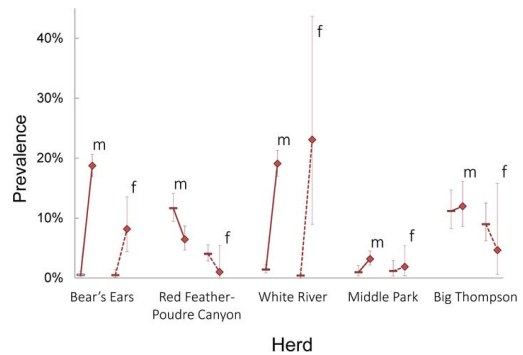 40%
30%
20%
10%
0%
Prevalence
m
f
m
f
m
f
m
f
m
f
Bear's Ears
Red Feather-
Poudre Canyon
White River
Middle Park
Big Thompson
Herd